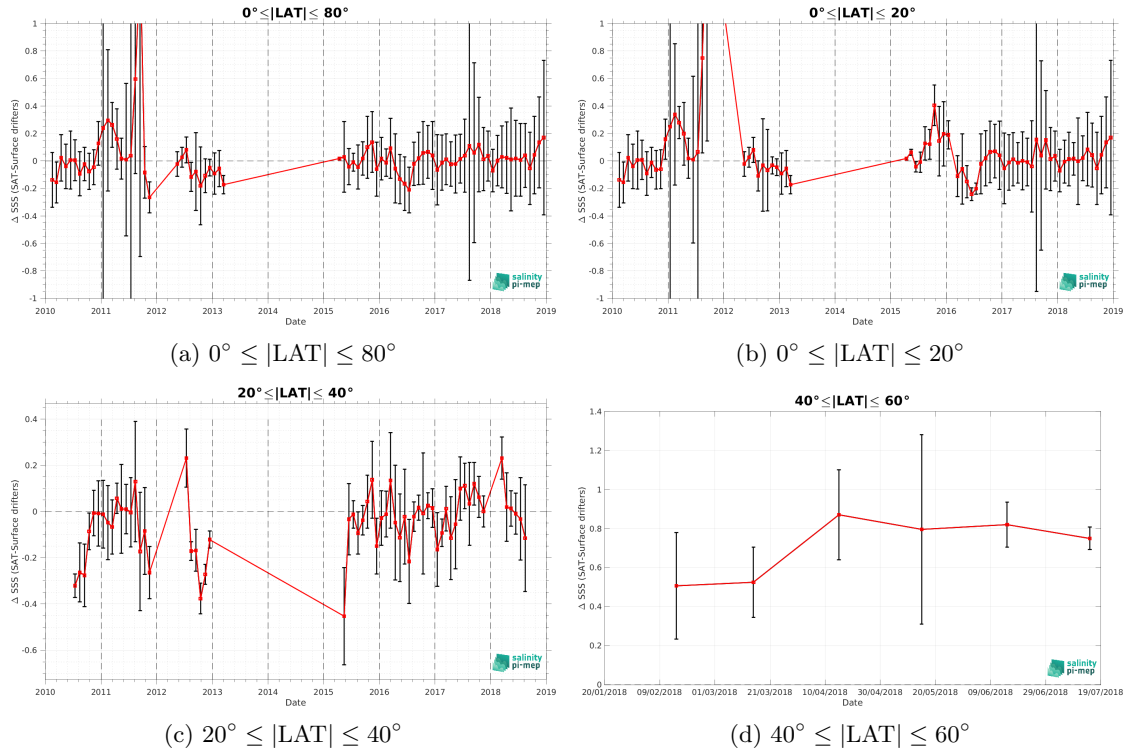 0°≤|LAT|≤ 80°
Δ SSS (SAT-Surface drifters)
1
0.8
0.6
0.4
0.2
0
-0.2
-0.4
-0.6
-0.8
-1
2010 2011 2012 2013 2014 2015 2016 2017 2018 2019
Date
salinity
pi-mep
(a) 0° ≤ |LAT| ≤ 80°
0°≤|LAT|≤ 20°
Δ SSS (SAT-Surface drifters)
1
0.8
0.6
0.4
0.2
0
-0.2
-0.4
-0.6
-0.8
-1
2010 2011 2012 2013 2014 2015 2016 2017 2018 2019
Date
salinity
pi-mep
(b) 0° ≤ |LAT| ≤ 20°
20°≤|LAT|≤ 40°
Δ SSS (SAT-Surface drifters)
0.4
0.2
0
-0.2
-0.4
-0.6
2010 2011 2012 2013 2014 2015 2016 2017 2018 2019
Date
salinity
pi-mep
(c) 20° ≤ |LAT| ≤ 40°
40°≤|LAT|≤ 60°
Δ SSS (SAT-Surface drifters)
1.4
1.2
1
0.8
0.6
0.4
0.2
0
20/01/2018 09/02/2018 01/03/2018 21/03/2018 10/04/2018 30/04/2018 20/05/2018 09/06/2018 29/06/2018 19/07/2018
Date
salinity
pi-mep
(d) 40° ≤ |LAT| ≤ 60°